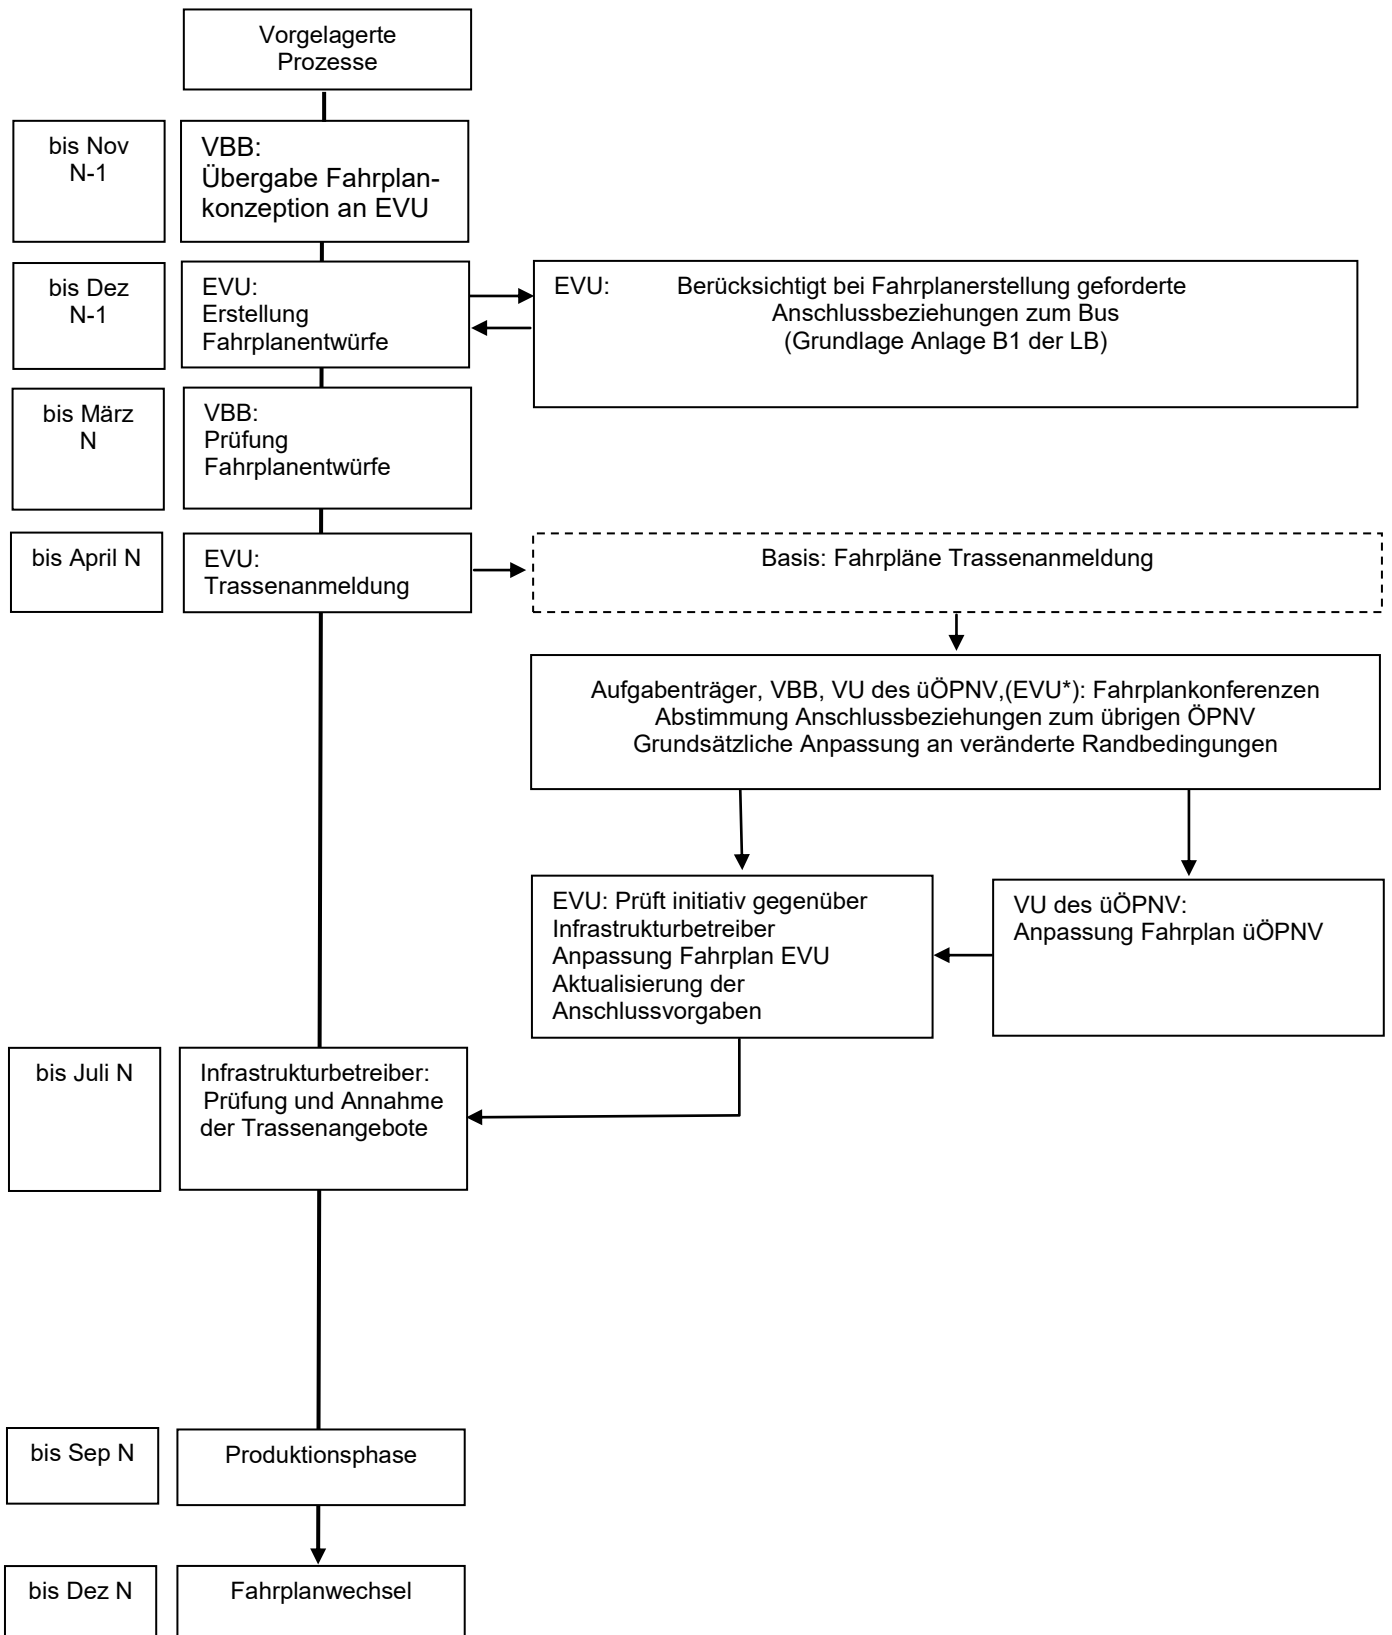 Vorgelagerte
Prozesse
bis Nov
N-1
VBB:
Übergabe Fahrplan-
konzeption an EVU
bis Dez
N-1
EVU:
Erstellung
Fahrplanentwürfe
EVU: Berücksichtigt bei Fahrplanerstellung geforderte
Anschlussbeziehungen zum Bus
(Grundlage Anlage B1 der LB)
bis März
N
VBB:
Prüfung
Fahrplanentwürfe
bis April N
EVU:
Trassenanmeldung
Basis: Fahrpläne Trassenanmeldung
Aufgabenträger, VBB, VU des üÖPNV,(EVU*): Fahrplankonferenzen
Abstimmung Anschlussbeziehungen zum übrigen ÖPNV
Grundsätzliche Anpassung an veränderte Randbedingungen
EVU: Prüft initiativ gegenüber
Infrastrukturbetreiber
Anpassung Fahrplan EVU
Aktualisierung der
Anschlussvorgaben
VU des üÖPNV:
Anpassung Fahrplan üÖPNV
bis Juli N
Infrastrukturbetreiber:
Prüfung und Annahme
der Trassenangebote
bis Sep N
Produktionsphase
bis Dez N
Fahrplanwechsel